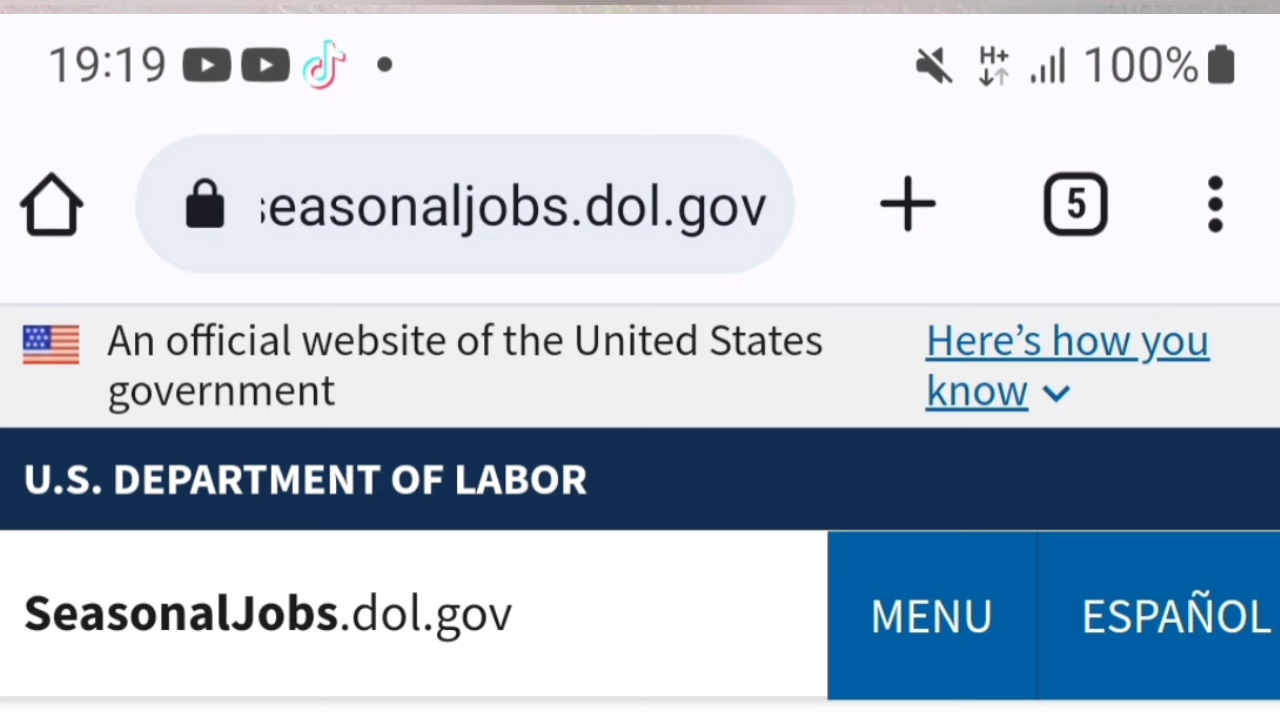 19:19 H+ 100%
seasonaljobs.dol.gov 5
An official website of the United States Here’s how you
government know
U.S. DEPARTMENT OF LABOR
SeasonalJobs.dol.gov MENU ESPAÑOL